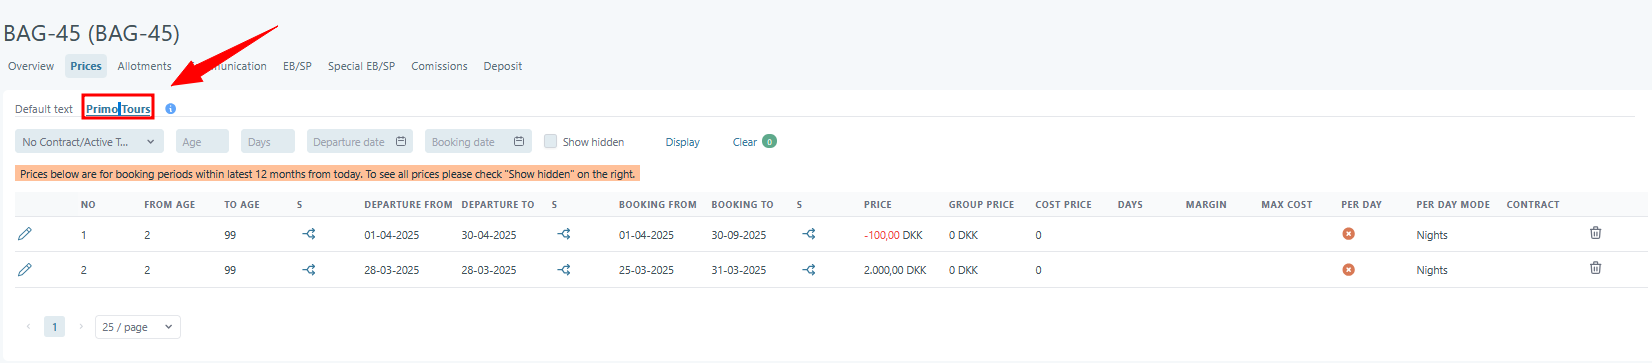 BAG-45 (BAG-45)
Overview Prices Allotments munication EB/SP Special EB/SP Comissions Deposit
Default text Primo Tours
No Contract/Active T... Age Days Departure date Booking date Show hidden Display Clear 0
Prices below are for booking periods within latest 12 months from today. To see all prices please check "Show hidden" on the right.
NO FROM AGE TO AGE S DEPARTURE FROM DEPARTURE TO S BOOKING FROM BOOKING TO S PRICE GROUP PRICE COST PRICE DAYS MARGIN MAX COST PER DAY PER DAY MODE CONTRACT
1 2 99 01-04-2025 30-04-2025 01-04-2025 30-09-2025 -100,00 DKK 0 DKK 0 Nights
2 2 99 28-03-2025 28-03-2025 25-03-2025 31-03-2025 2.000,00 DKK 0 DKK 0 Nights
1 25 / page